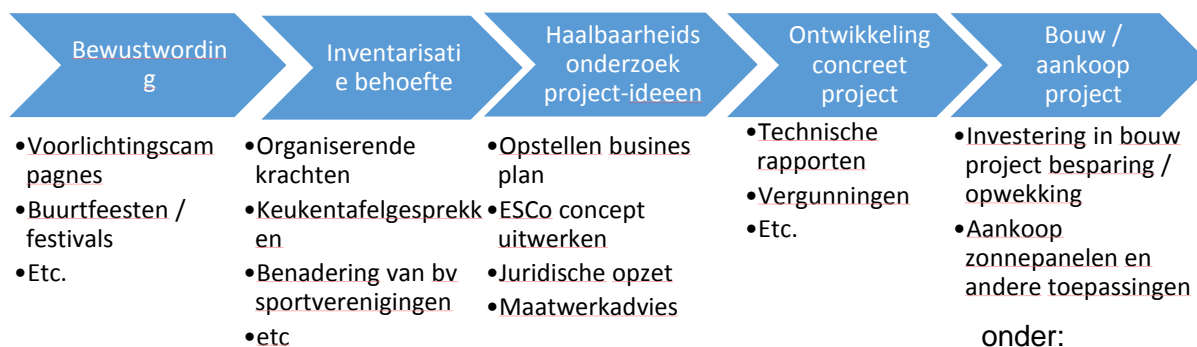 Bewustwordin
g
Inventarisati
e behoefte
Haalbaarheids
onderzoek
project-ideeen
Ontwikkeling
concreet
project
Bouw /
aankoop
project
•Voorlichtingscam
pagnes
•Buurtfeesten /
festivals
•Etc.
•Organiserende
krachten
•Keukentafelgesprekk
en
•Benadering van bv
sportverenigingen
•etc
•Opstellen busines
plan
•ESCo concept
uitwerken
•Juridische opzet
•Maatwerkadvies
•Technische
rapporten
•Vergunningen
•Etc.
•Investering in bouw
project besparing /
opwekking
•Aankoop
zonnepanelen en
andere toepassingen
onder: